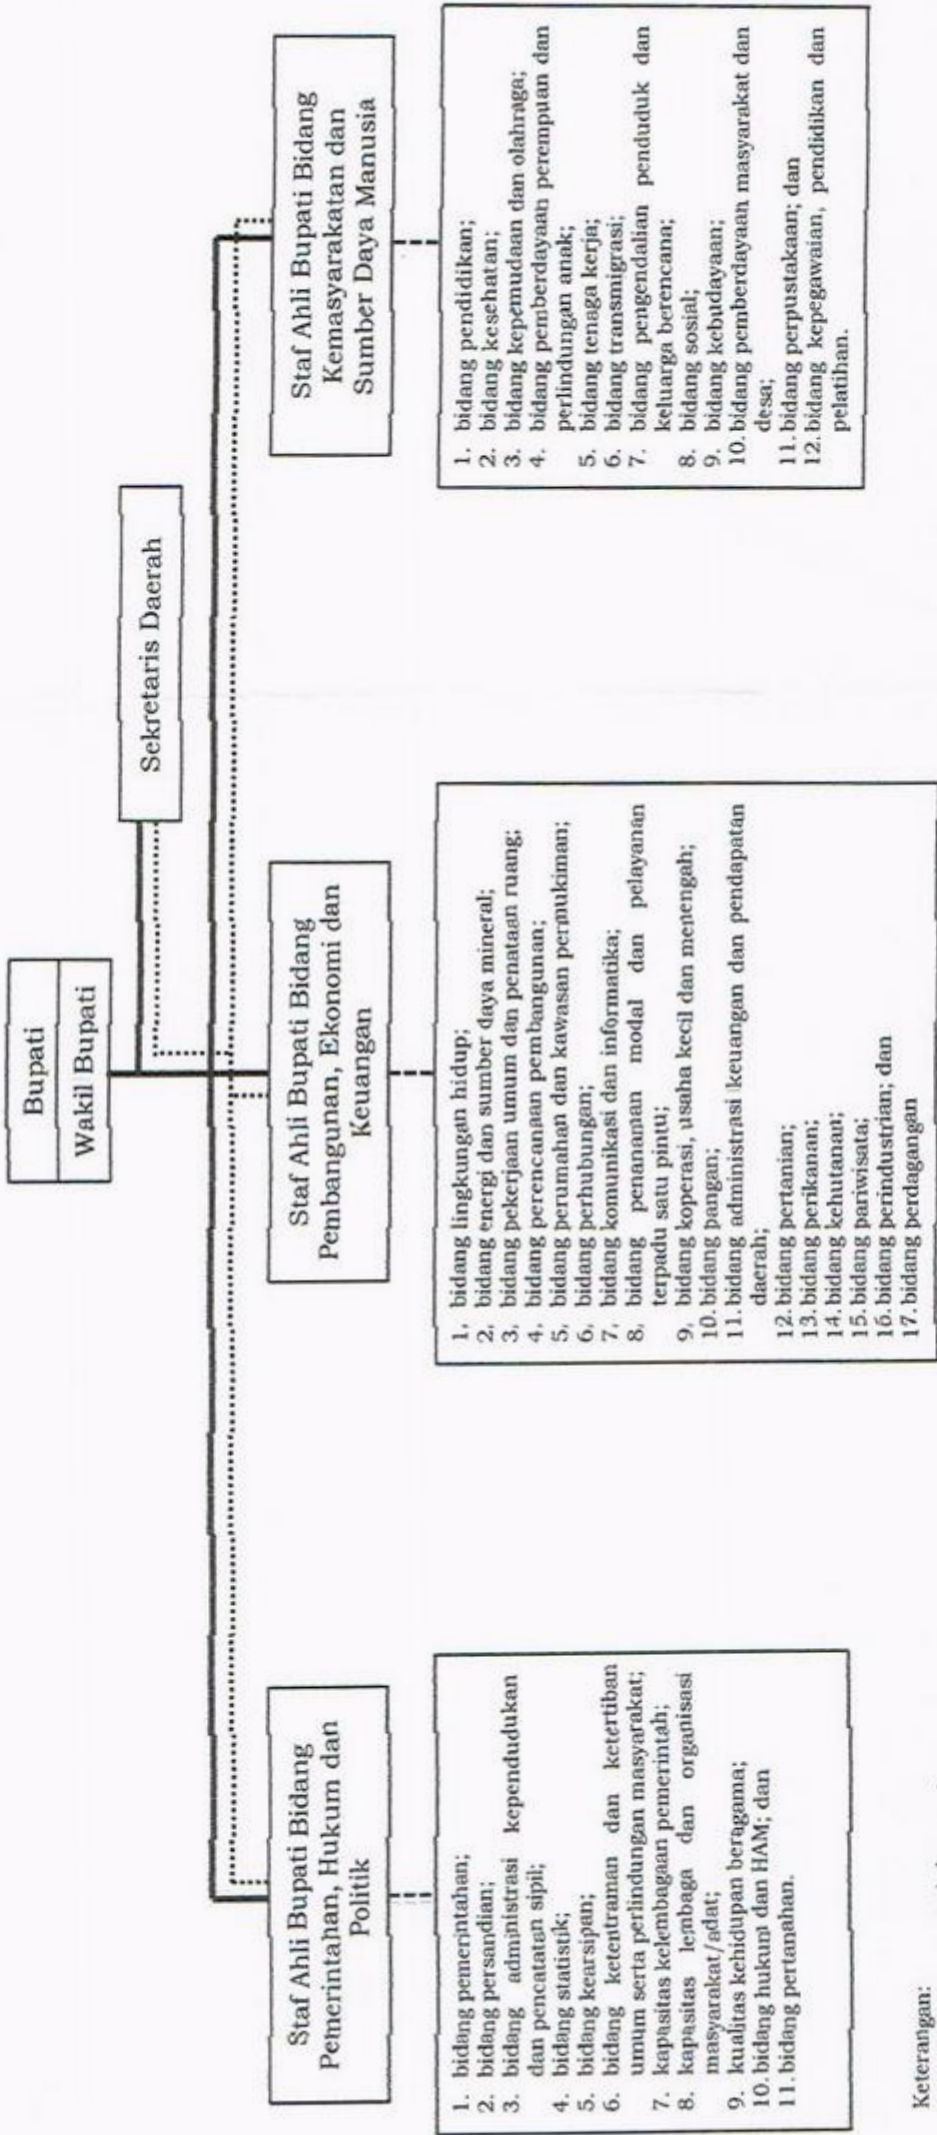 Bupati
Wakil Bupati
Sekretaris Daerah
Staf Ahli Bupati Bidang
Pemerintahan, Hukum dan
Politik
1. bidang pemerintahan;
2. bidang persandian;
3. bidang administrasi kependudukan
dan pencatatan sipil;
4. bidang statistik;
5. bidang kearsipan;
6. bidang ketentraman dan ketertiban
umum serta perlindungan masyarakat;
7. kapasitas kelembagaan pemerintah;
8. kapasitas lembaga dan organisasi
masyarakat/adat;
9. kualitas kehidupan beragama;
10. bidang hukum dan HAM; dan
11. bidang pertanahan.
Staf Ahli Bupati Bidang
Pembangunan, Ekonomi dan
Keuangan
1. bidang lingkungan hidup;
2. bidang energi dan sumber daya mineral;
3. bidang pekerjaan umum dan penataan ruang;
4. bidang perencanaan pembangunan;
5. bidang perumahan dan kawasan permukiman;
6. bidang perhubungan;
7. bidang komunikasi dan informatika;
8. bidang penanaman modal dan pelayanan
terpadu satu pintu;
9. bidang koperasi, usaha kecil dan menengah;
10. bidang pangan;
11. bidang administrasi keuangan dan pendapatan
daerah;
12. bidang pertanian;
13. bidang perikanan;
14. bidang kehutanan;
15. bidang pariwisata;
16. bidang perindustrian; dan
17. bidang perdagangan
Staf Ahli Bupati Bidang
Kemasyarakatan dan
Sumber Daya Manusia
1. bidang pendidikan;
2. bidang kesehatan;
3. bidang kepemudaan dan olahraga;
4. bidang pemberdayaan perempuan dan
perlindungan anak;
5. bidang tenaga kerja;
6. bidang transmigrasi;
7. bidang pengendalian penduduk dan
keluarga berencana;
8. bidang sosial;
9. bidang kebudayaan;
10. bidang pemberdayaan masyarakat dan
desa;
11. bidang perpustakaan; dan
12. bidang kepegawaian, pendidikan dan
pelatihan.
Keterangan: